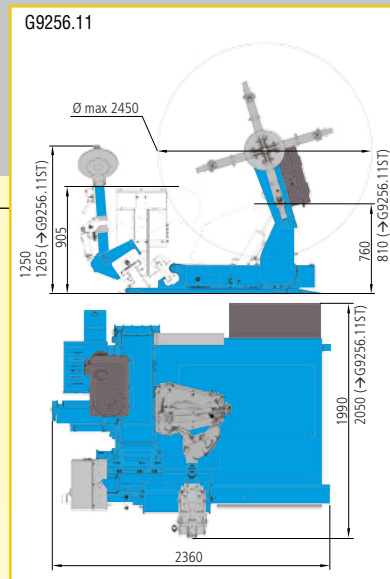 G9256.11
Ø max 2450
1250
1265 (→G9256.11ST)
905
760
810 (→G9256.11ST)
1990
2050 (→G9256.11ST)
2360